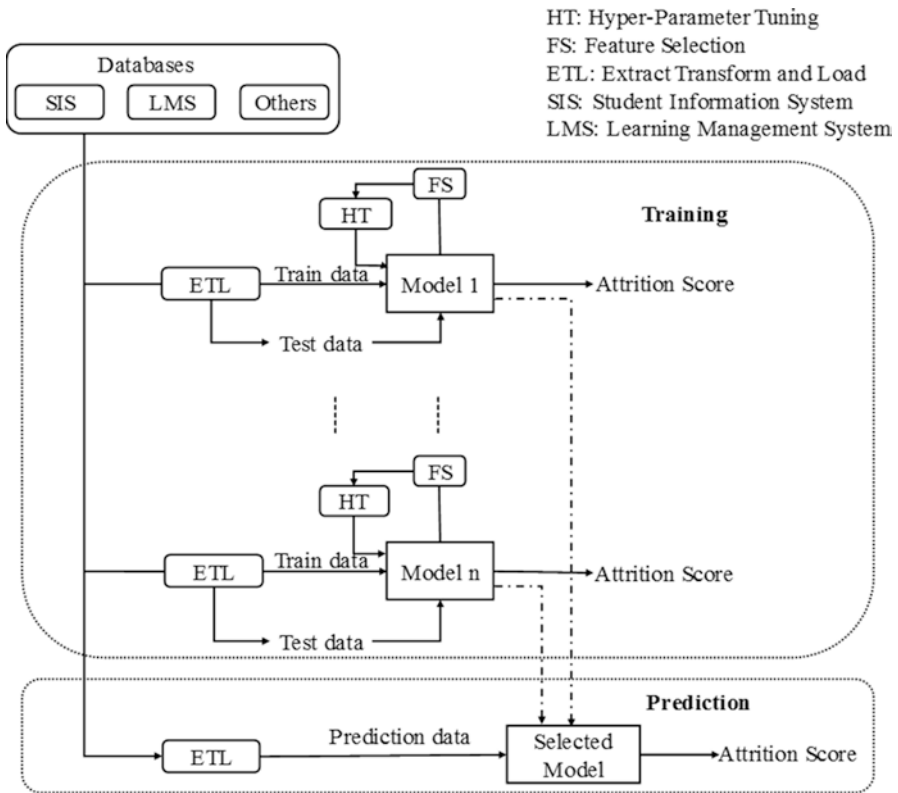 HT: Hyper-Parameter Tuning
FS: Feature Selection
ETL: Extract Transform and Load
SIS: Student Information System
LMS: Learning Management System
Databases
SIS
LMS
Others
Training
FS
HT
ETL
Train data
Model 1
Attrition Score
Test data
FS
HT
ETL
Train data
Model n
Attrition Score
Test data
Prediction
ETL
Prediction data
Selected
Model
Attrition Score